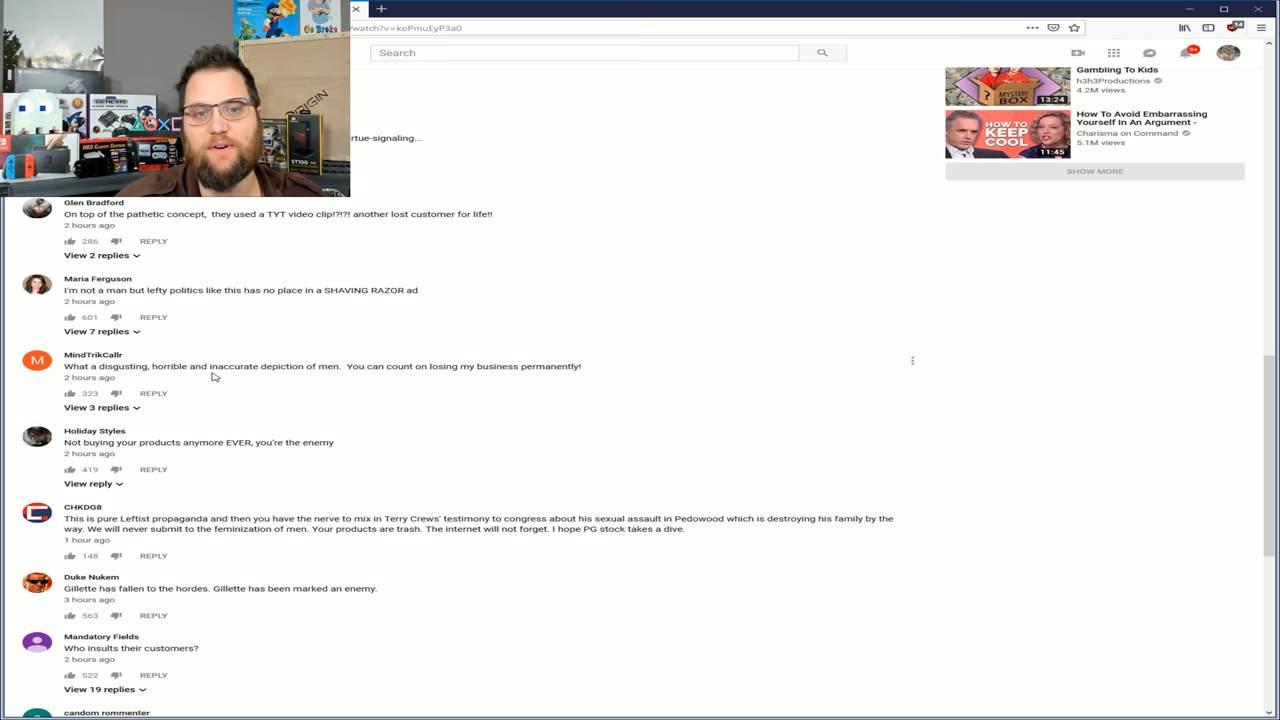 /watch?v=koPmuEyP3a0
14
Search
9+
Go Broke
GENESIS
ORIGIN
ST100
Gambling To Kids
h3h3Productions
4.2M views
MYSTERY
BOX
13:24
How To Avoid Embarrassing
Yourself In An Argument -
Charisma on Command
5.1M views
HOW TO
KEEP
COOL
11:45
SHOW MORE
rtue-signaling...
Glen Bradford
On top of the pathetic concept, they used a TYT video clip!?!?! another lost customer for life!!
2 hours ago
286 REPLY
View 2 replies
Maria Ferguson
I'm not a man but lefty politics like this has no place in a SHAVING RAZOR ad
2 hours ago
601 REPLY
View 7 replies
M
MindTrikCallr
What a disgusting, horrible and inaccurate depiction of men. You can count on losing my business permanently!
2 hours ago
323 REPLY
View 3 replies
Holiday Styles
Not buying your products anymore EVER, you're the enemy
2 hours ago
419 REPLY
View reply
CHKDG8
This is pure Leftist propaganda and then you have the nerve to mix in Terry Crews' testimony to congress about his sexual assault in Pedowood which is destroying his family by the
way. We will never submit to the feminization of men. Your products are trash. The internet will not forget. I hope PG stock takes a dive.
1 hour ago
148 REPLY
Duke Nukem
Gillette has fallen to the hordes. Gillette has been marked an enemy.
3 hours ago
563 REPLY
Mandatory Fields
Who insults their customers?
2 hours ago
522 REPLY
View 19 replies
candom rommenter